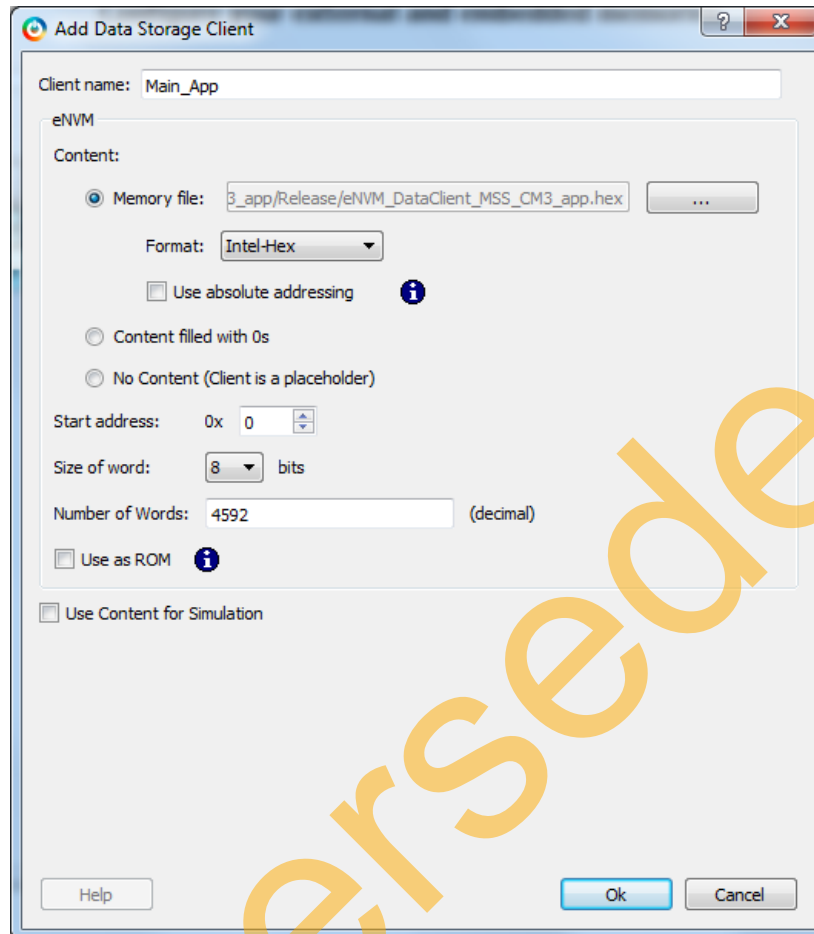 Add Data Storage Client
Client name: Main_App
eNVM
Content:
Memory file: 3_app/Release/eNVM_DataClient_MSS_CM3_app.hex ...
Format: Intel-Hex
Use absolute addressing
Content filled with 0s
No Content (Client is a placeholder)
Start address: 0x 0
Size of word: 8 bits
Number of Words: 4592 (decimal)
Use as ROM
Use Content for Simulation
Help Ok Cancel
ersede